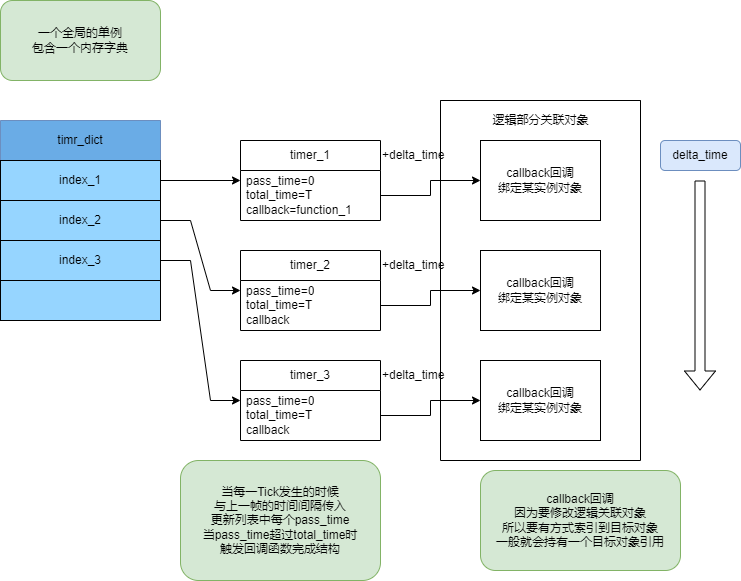 一个全局的单例
包含一个内存字典
timr_dict
index_1
index_2
index_3
timer_1
pass_time=0
total_time=T
callback=function_1
+delta_time
timer_2
pass_time=0
total_time=T
callback
+delta_time
timer_3
pass_time=0
total_time=T
callback
+delta_time
逻辑部分关联对象
callback回调
绑定某实例对象
callback回调
绑定某实例对象
callback回调
绑定某实例对象
delta_time
当每一Tick发生的时候
与上一帧的时间间隔传入
更新列表中每个pass_time
当pass_time超过total_time时
触发回调函数完成结构
callback回调
因为要修改逻辑关联对象
所以要有方式索引到目标对象
一般就会持有一个目标对象引用